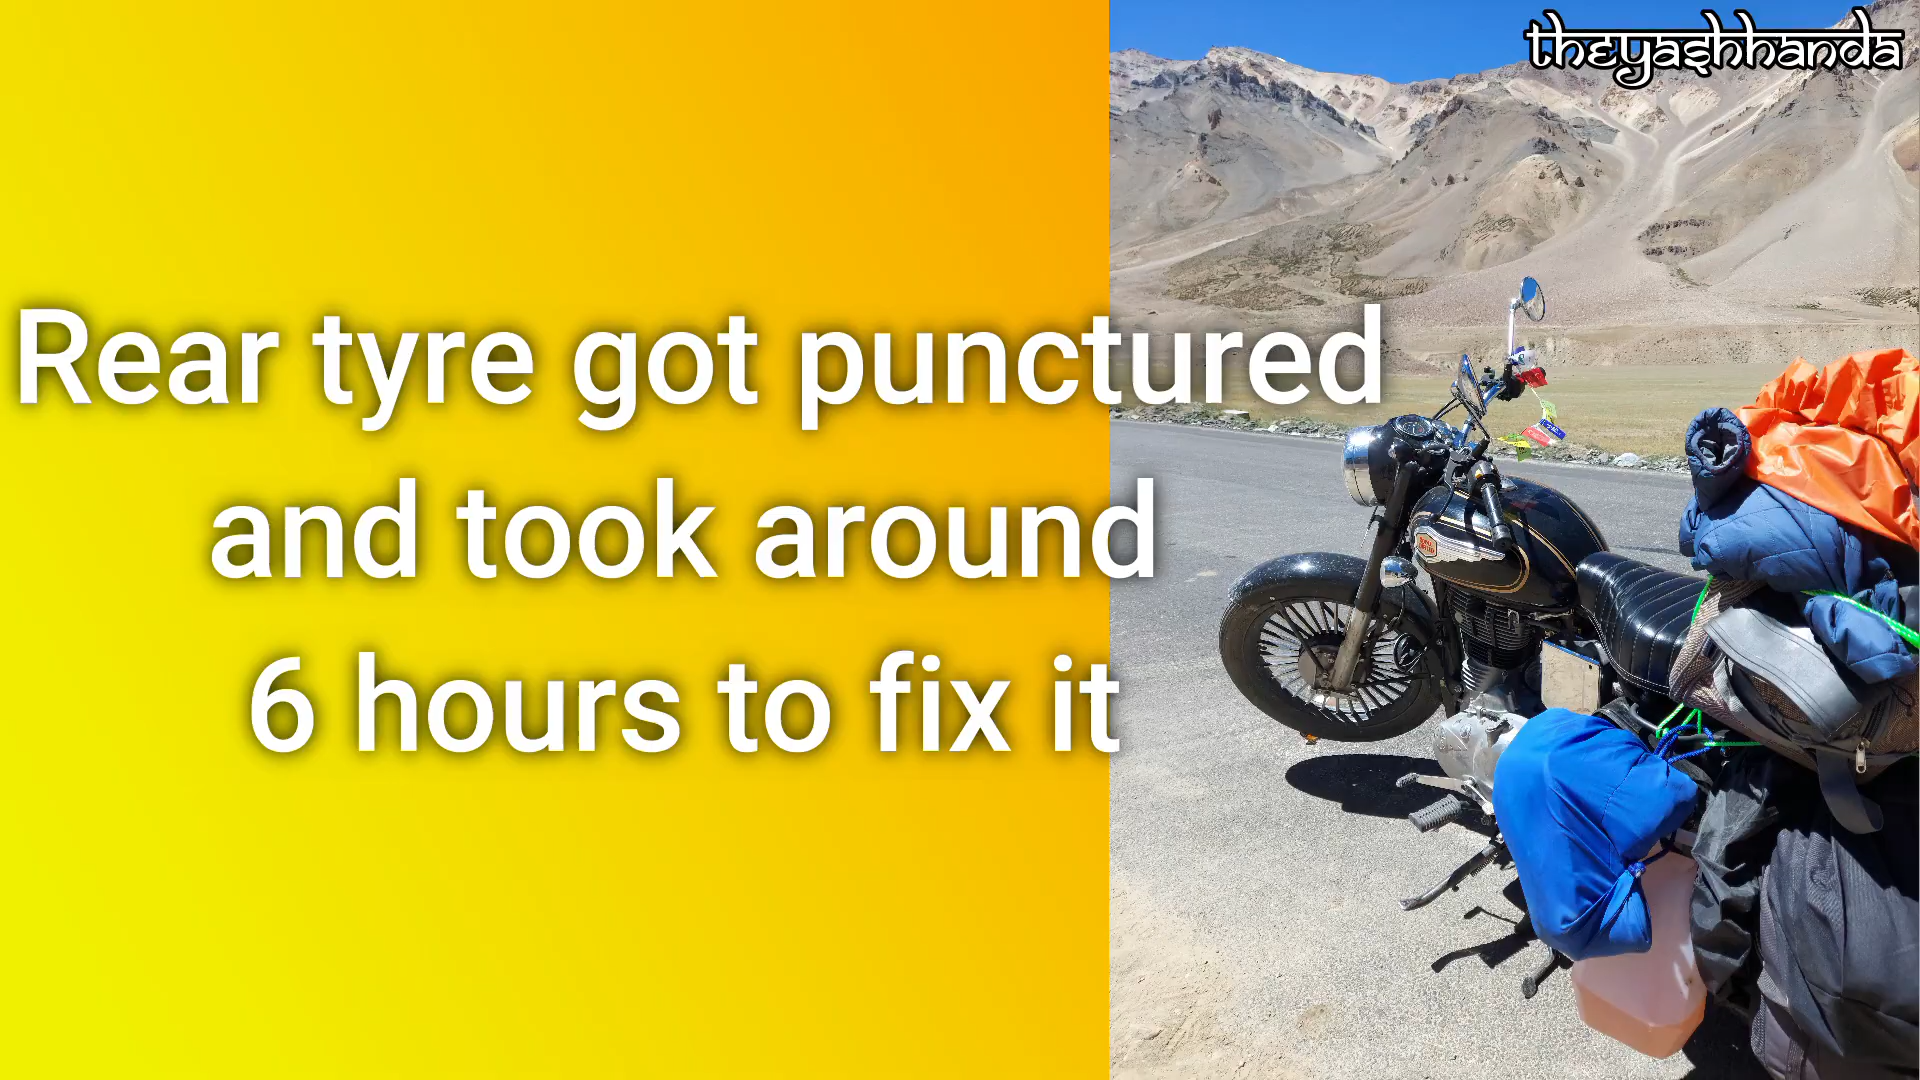 theyashhanda
Rear tyre got punctured
and took around
6 hours to fix it